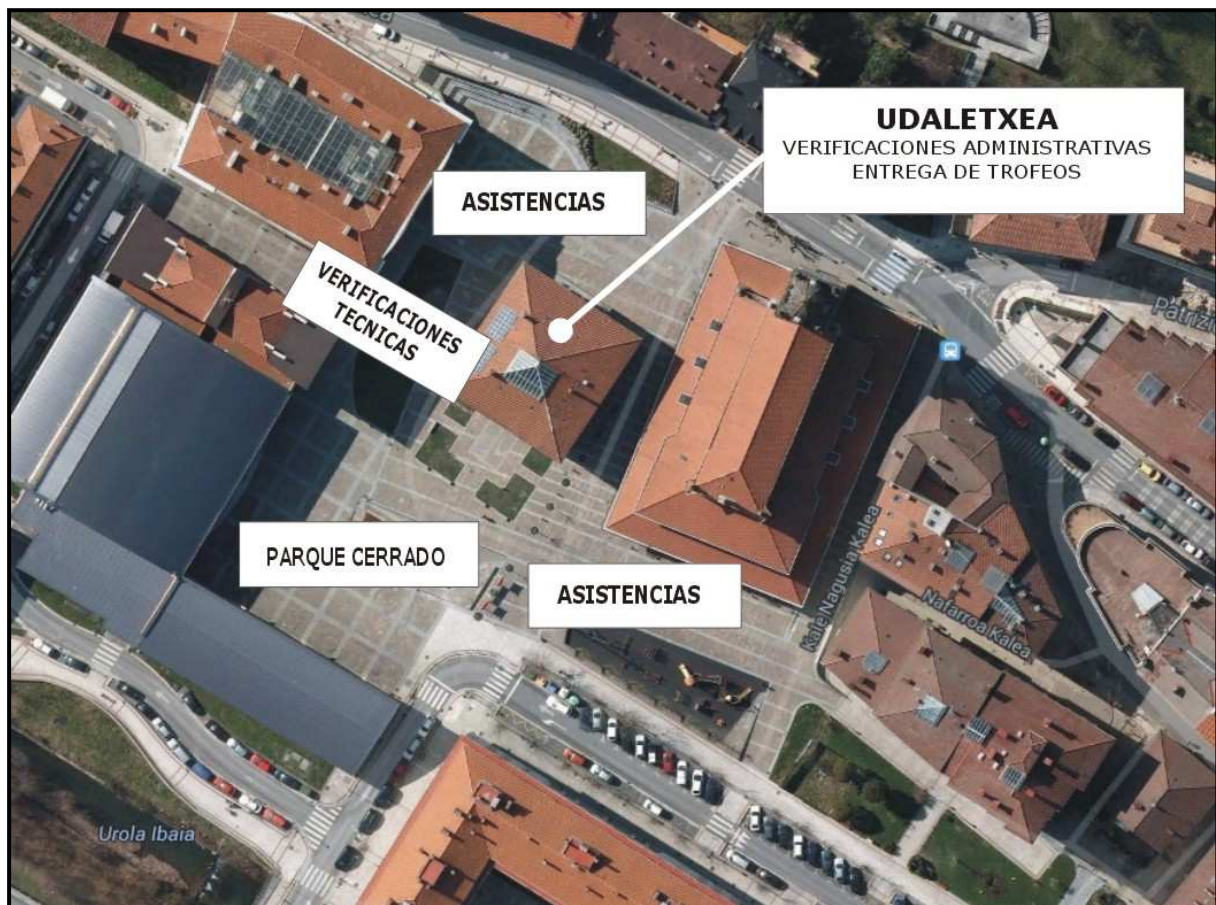 UDALETXEA
VERIFICACIONES ADMINISTRATIVAS
ENTREGA DE TROFEOS
ASISTENCIAS
VERIFICACIONES
TECNICAS
PARQUE CERRADO
ASISTENCIAS
Kale Nagusia Kalea
Nafarroa Kalea
Urola Ibaia